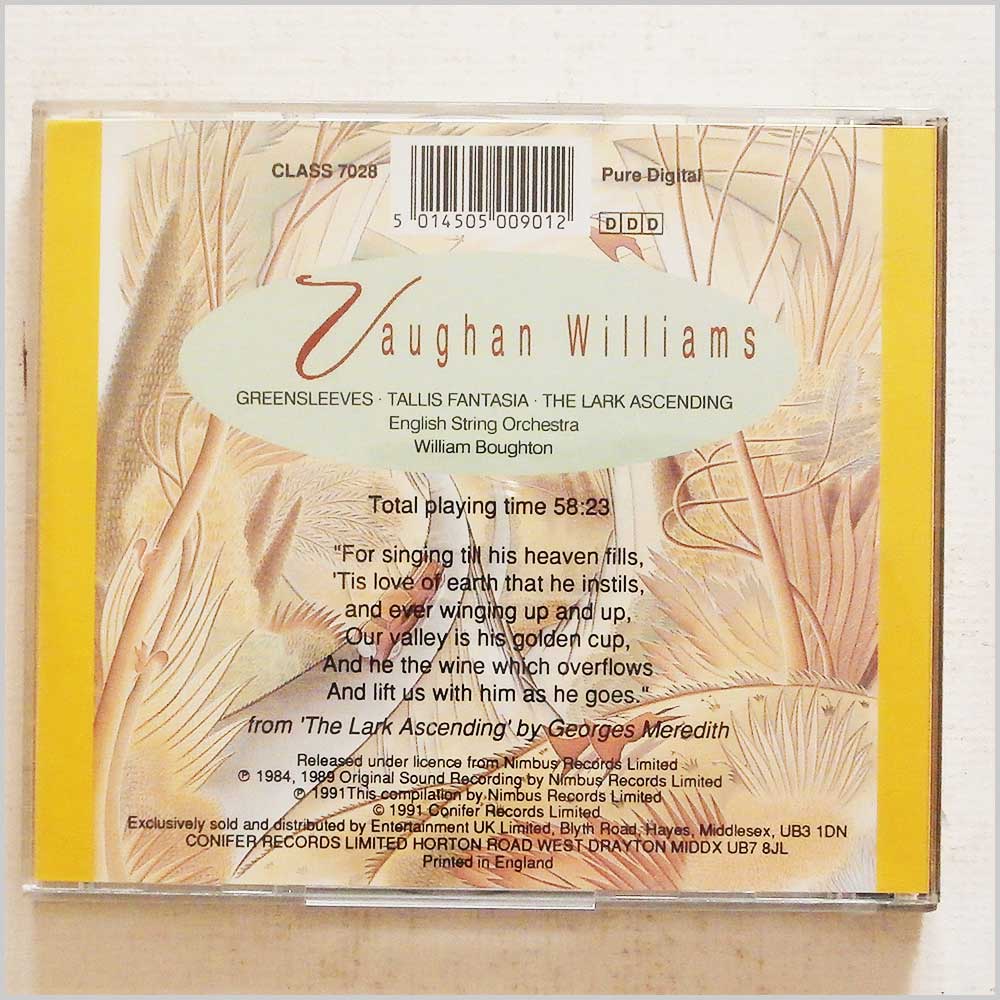 CLASS 7028
5 014505 009012
Pure Digital
D D D
Vaughan Williams
GREENSLEEVES · TALLIS FANTASIA · THE LARK ASCENDING
English String Orchestra
William Boughton
Total playing time 58:23
"For singing till his heaven fills,
'Tis love of earth that he instils,
and ever winging up and up,
Our valley is his golden cup,
And he the wine which overflows
And lift us with him as he goes."
from 'The Lark Ascending' by Georges Meredith
Released under licence from Nimbus Records Limited
℗ 1984, 1989 Original Sound Recording by Nimbus Records Limited
℗ 1991This compilation by Nimbus Records Limited
© 1991 Conifer Records Limited
Exclusively sold and distributed by Entertainment UK Limited, Blyth Road, Hayes, Middlesex, UB3 1DN
CONIFER RECORDS LIMITED HORTON ROAD WEST DRAYTON MIDDX UB7 8JL
Printed in England